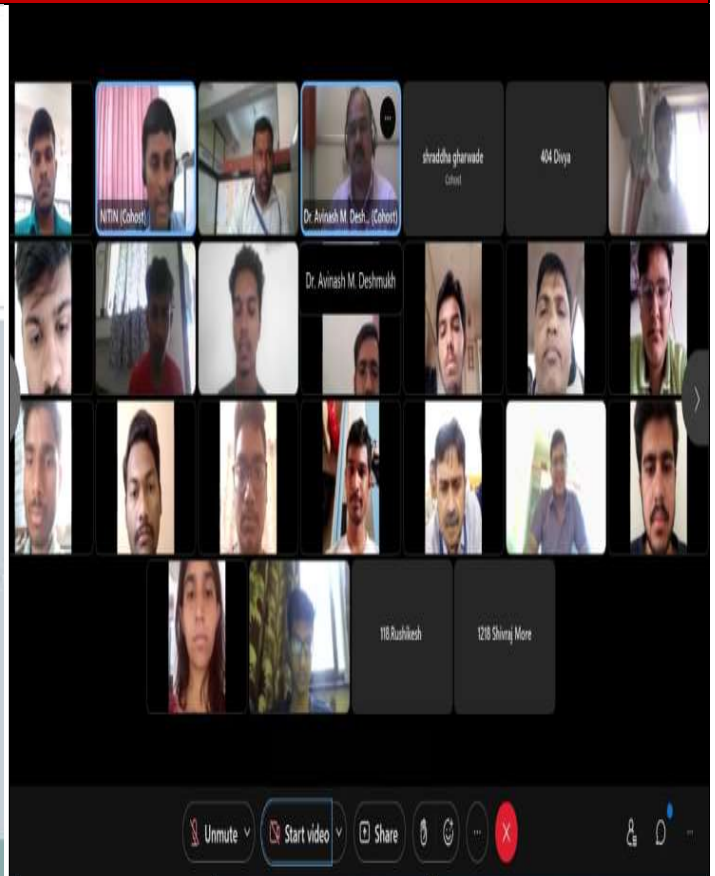 NITIN (Cohost)
Dr. Avinash M. Desh... (Cohost)
shraddha gharwade
Cohost
404 Divya
Dr. Avinash M. Deshmukh
118.Rushikesh
1218 Shivraj More
Unmute
Start video
Share